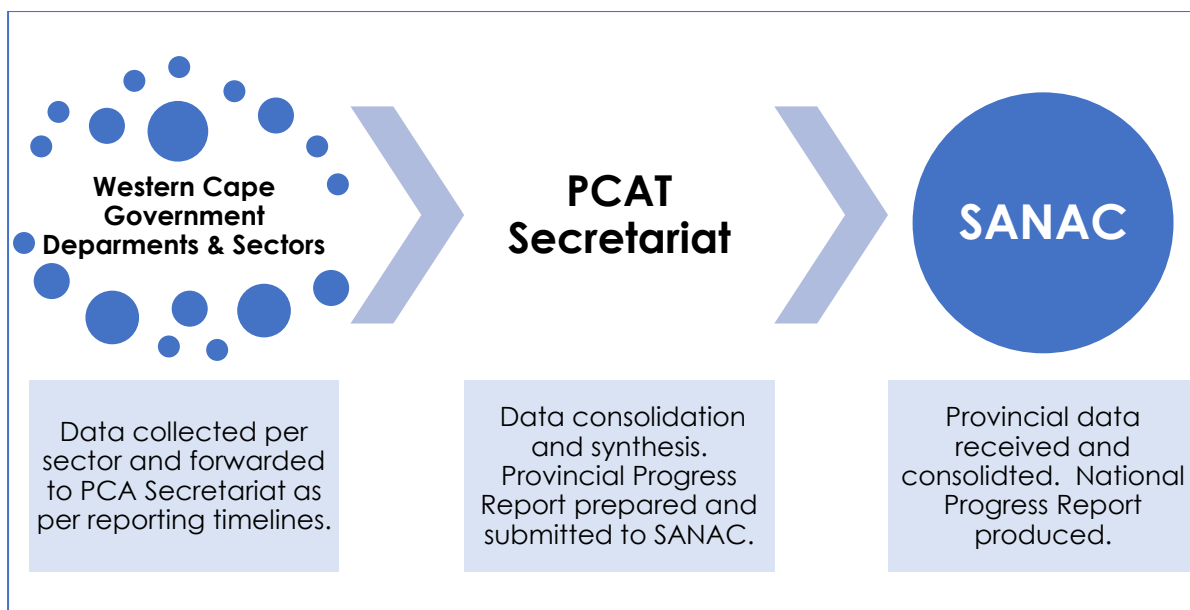 Western Cape
Government
Deparments & Sectors
PCAT
Secretariat
SANAC
Data collected per
sector and forwarded
to PCA Secretariat as
per reporting timelines.
Data consolidation
and synthesis.
Provincial Progress
Report prepared and
submitted to SANAC.
Provincial data
received and
consolidted.  National
Progress Report
produced.